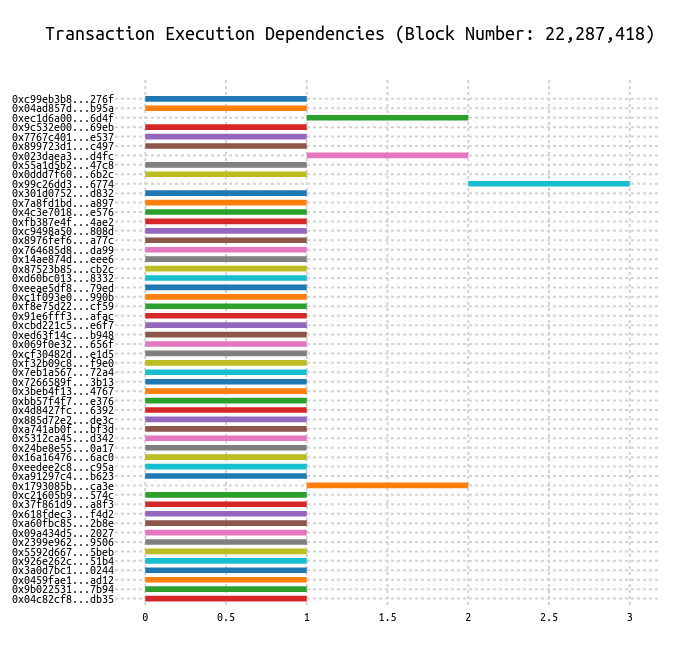 Transaction Execution Dependencies (Block Number: 22,287,418)
0xc99eb3b8...276f
0x04ad857d...b95a
0xec1d6a00...6d4f
0x9c532e00...69eb
0x7767c401...e537
0x899723d1...c497
0x023daea3...d4fc
0x55a1d5b2...47c8
0x0ddd7f60...6b2c
0x99c26dd3...6774
0x301d0752...d832
0x7a8fd1bd...a897
0x4c3e7018...e576
0xfb387e4f...4ae2
0xc9498a50...808d
0x8976fef6...a77c
0x764685d8...da99
0x14ae874d...eee6
0x87523b85...cb2c
0xd60bc013...8332
0xeeae5df8...79ed
0xc1f093e0...990b
0xf8e75d22...cf59
0x91e6fff3...afac
0xcbd221c5...e6f7
0xed63f14c...b948
0x069f0e32...656f
0xcf30482d...e1d5
0xf32b09c8...f9e0
0x7eb1a567...72a4
0x7266589f...3b13
0x3beb4f13...4767
0xbb57f4f7...e376
0x4d8427fc...6392
0x885d72e2...de3c
0xa741ab0f...bf3d
0x5312ca45...d342
0x24be8e55...0a17
0x16a16476...6ac0
0xeedee2c8...c95a
0xa91297c4...b623
0x1793085b...ca3e
0xc21605b9...574c
0x37f861d9...a8f3
0x618fdec3...f4d2
0xa60fbc85...2b8e
0x09a434d5...2027
0x2399e962...9506
0x5592d667...5beb
0x926e262c...51b4
0x3a0d7bc1...0244
0x0459fae1...ad12
0x9b022531...7b94
0x04c82cf8...db35
0 0.5 1 1.5 2 2.5 3